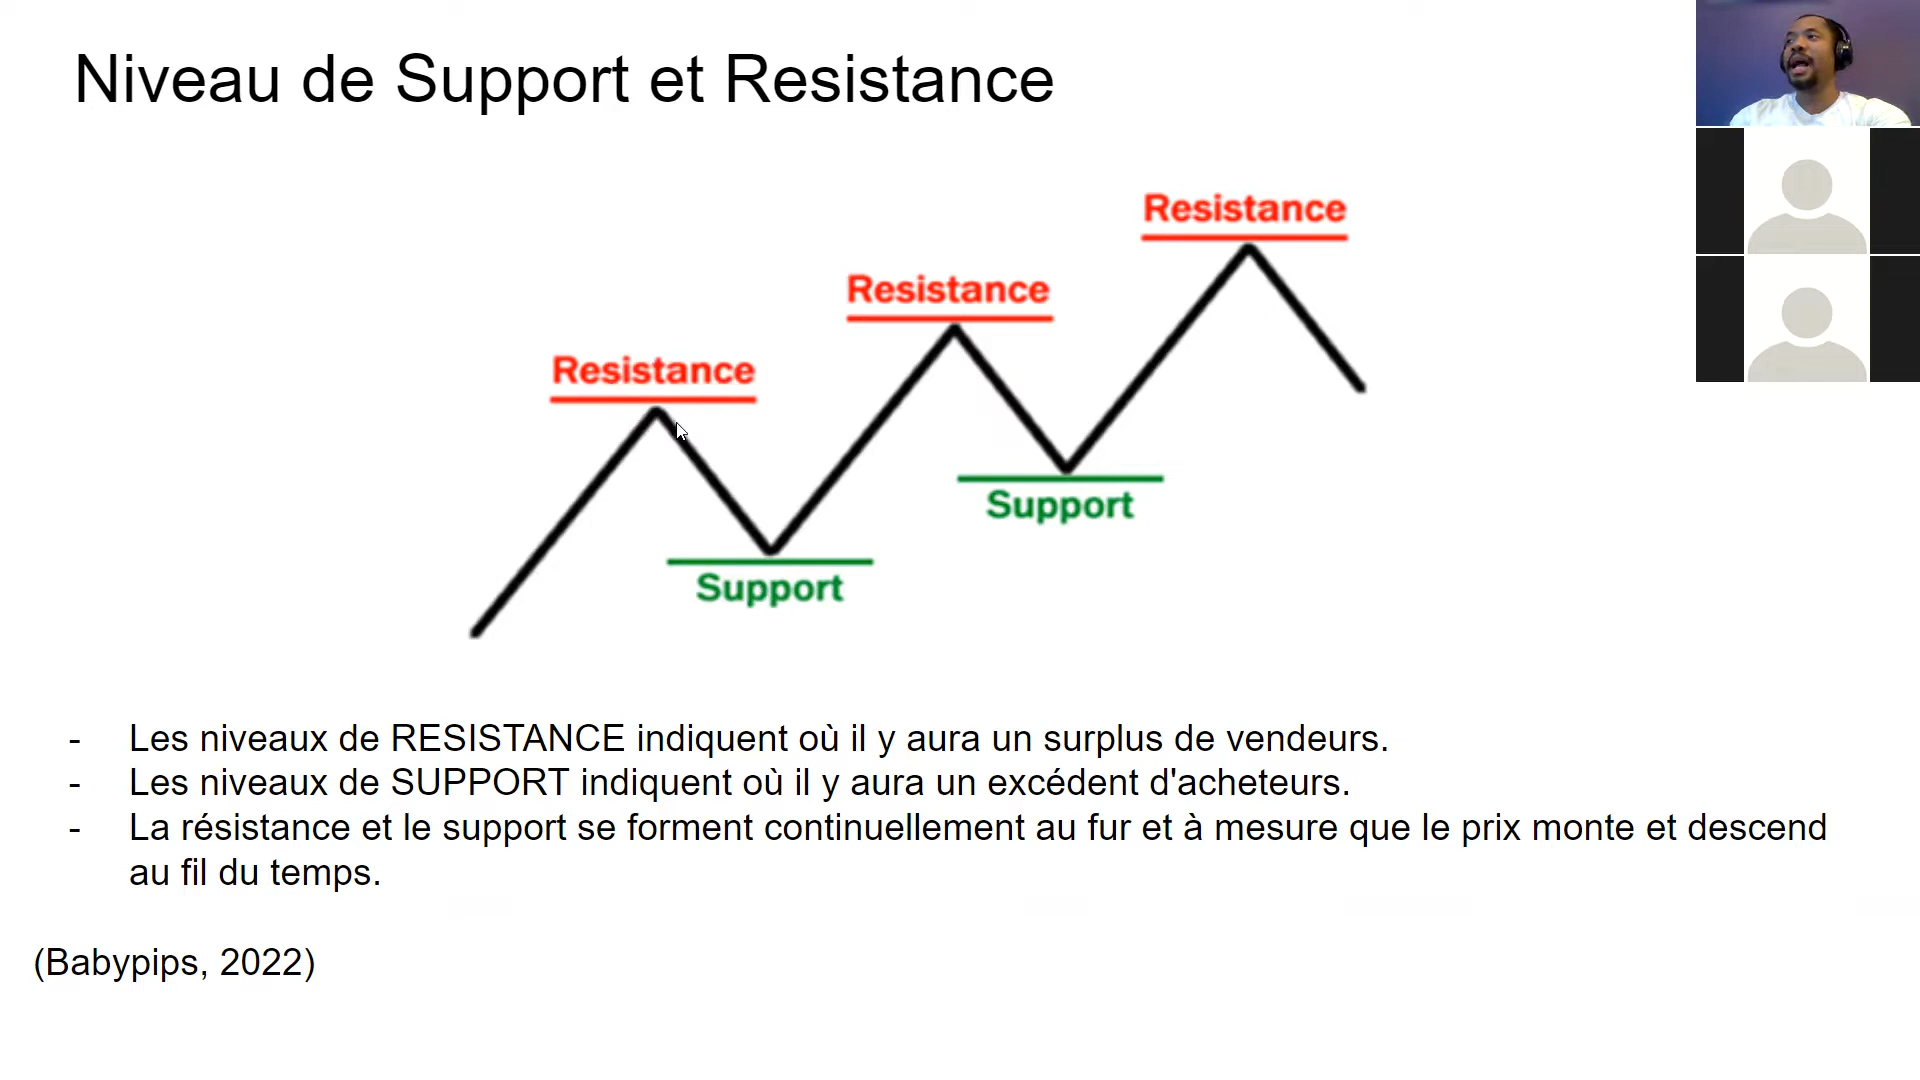 Niveau de Support et Resistance
Resistance
Resistance
Resistance
Support
Support
- Les niveaux de RESISTANCE indiquent où il y aura un surplus de vendeurs.
- Les niveaux de SUPPORT indiquent où il y aura un excédent d'acheteurs.
- La résistance et le support se forment continuellement au fur et à mesure que le prix monte et descend
au fil du temps.
(Babypips, 2022)